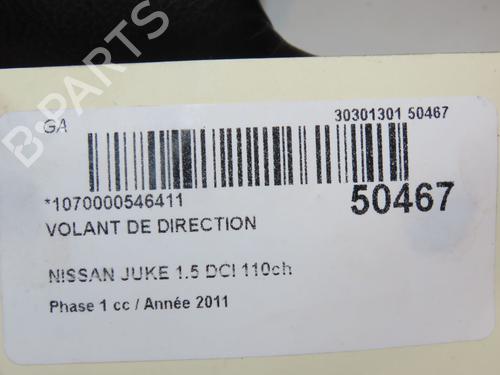 B-PARTS
GA
30301301 50467
*1070000546411
50467
VOLANT DE DIRECTION
NISSAN JUKE 1.5 DCI 110ch
Phase 1 cc / Année 2011